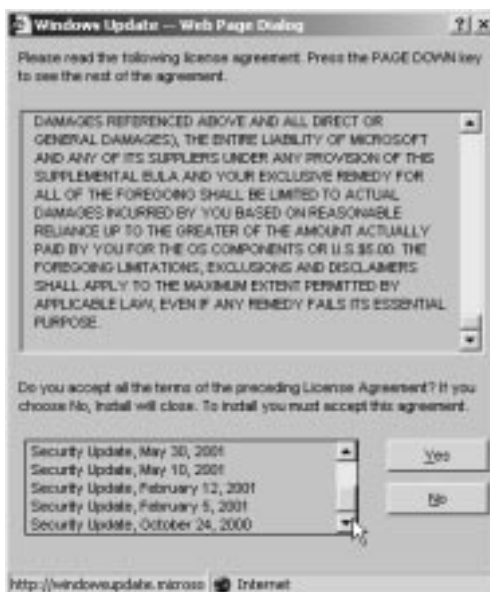 Windows Update -- Web Page Dialog
Please read the following license agreement. Press the PAGE DOWN key
to see the rest of the agreement.
DAMAGES REFERENCED ABOVE AND ALL DIRECT OR
GENERAL DAMAGES), THE ENTIRE LIABILITY OF MICROSOFT
AND ANY OF ITS SUPPLIERS UNDER ANY PROVISION OF THIS
SUPPLEMENTAL EULA AND YOUR EXCLUSIVE REMEDY FOR
ALL OF THE FOREGOING SHALL BE LIMITED TO ACTUAL
DAMAGES INCURRED BY YOU BASED ON REASONABLE
RELIANCE UP TO THE GREATER OF THE AMOUNT ACTUALLY
PAID BY YOU FOR THE OS COMPONENTS OR U.S.$5.00. THE
FOREGOING LIMITATIONS, EXCLUSIONS AND DISCLAIMERS
SHALL APPLY TO THE MAXIMUM EXTENT PERMITTED BY
APPLICABLE LAW, EVEN IF ANY REMEDY FAILS ITS ESSENTIAL
PURPOSE.
Do you accept all the terms of the preceding License Agreement? If you
choose No, Install will close. To install you must accept this agreement.
Security Update, May 30, 2001
Security Update, May 10, 2001
Security Update, February 12, 2001
Security Update, February 5, 2001
Security Update, October 24, 2000
Yes
No
http://windowsupdate.microso Internet